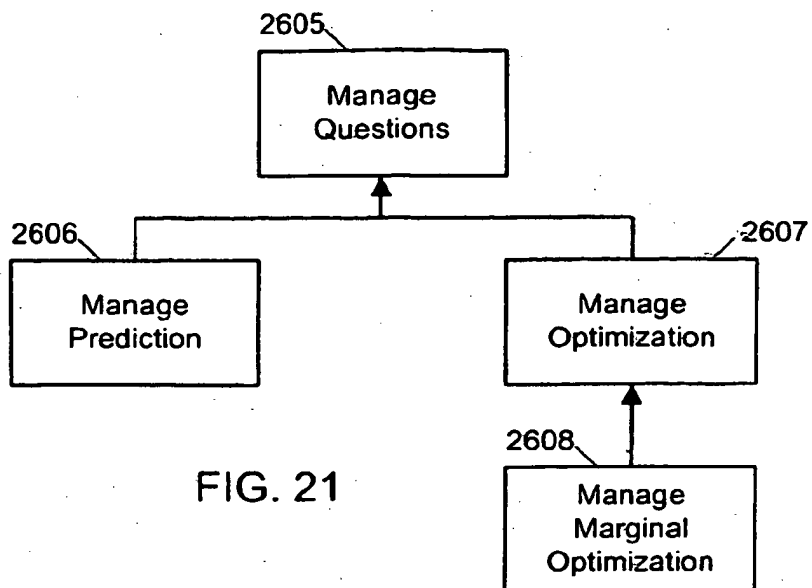 2605
Manage
Questions
2606
Manage
Prediction
2607
Manage
Optimization
2608
Manage
Marginal
Optimization
FIG. 21